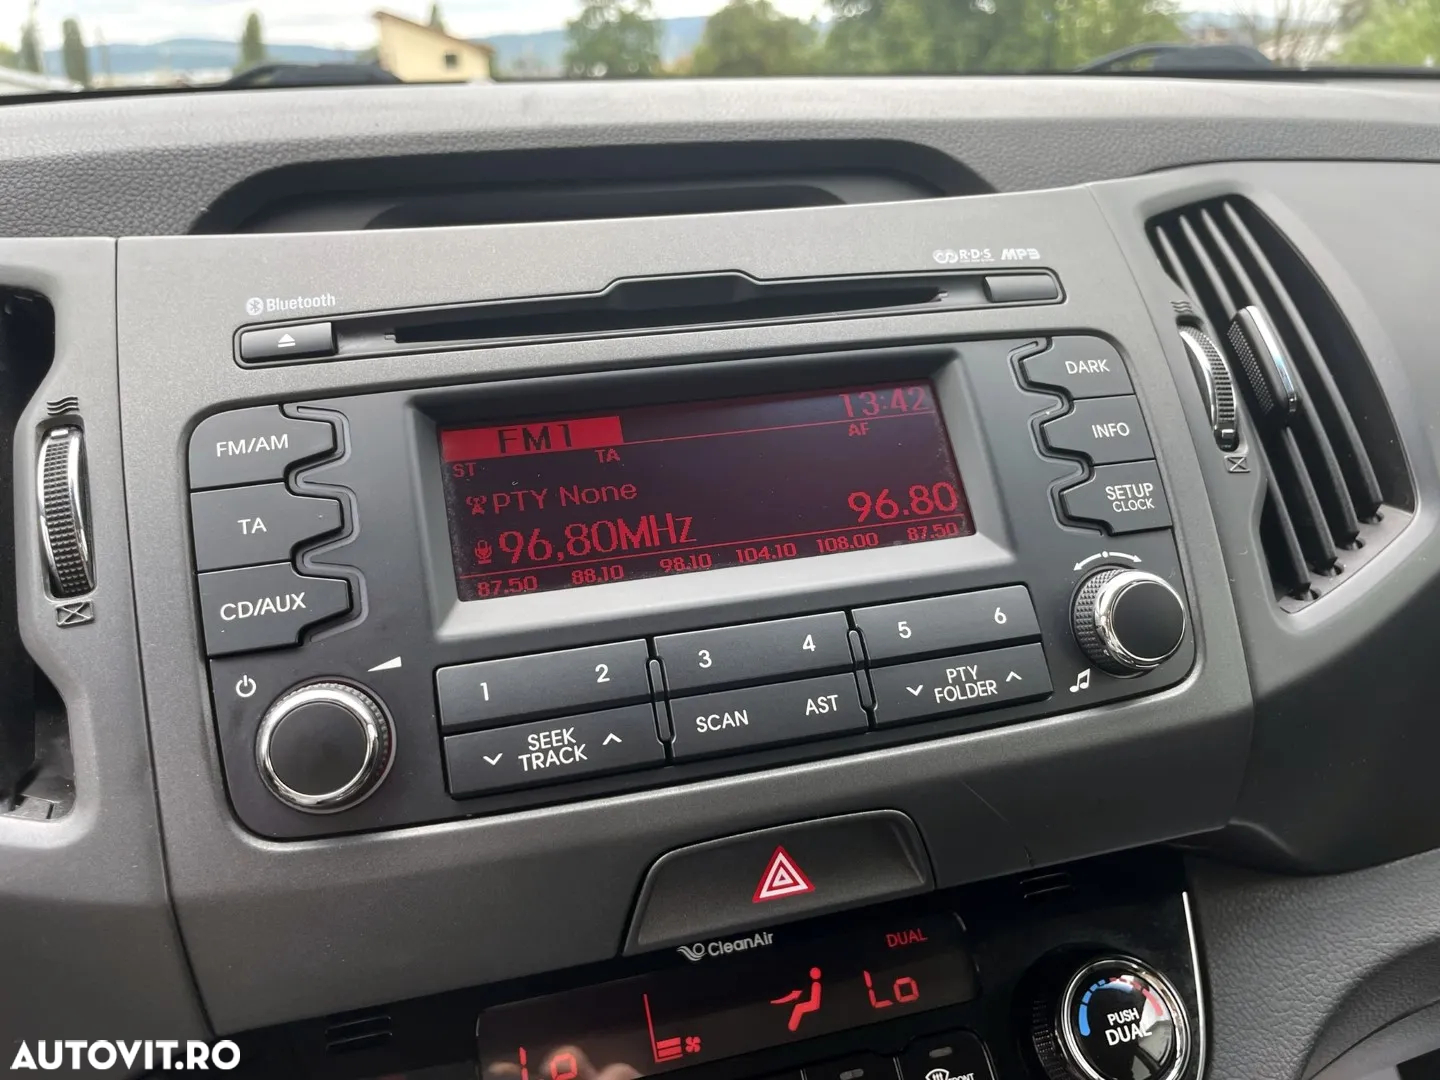 Bluetooth
R·D·S MP3
FM/AM
TA
CD/AUX
FM1
13:42
ST
TA
AF
PTY None
96,80MHz
96.80
87.50 88.10 98.10 104.10 108.00 87.50
DARK
INFO
SETUP
CLOCK
1 2 3 4 5 6
SEEK
TRACK
SCAN
AST
PTY
FOLDER
CleanAir
DUAL
Lo
Lo
PUSH
DUAL
FRONT
AUTOVIT.RO